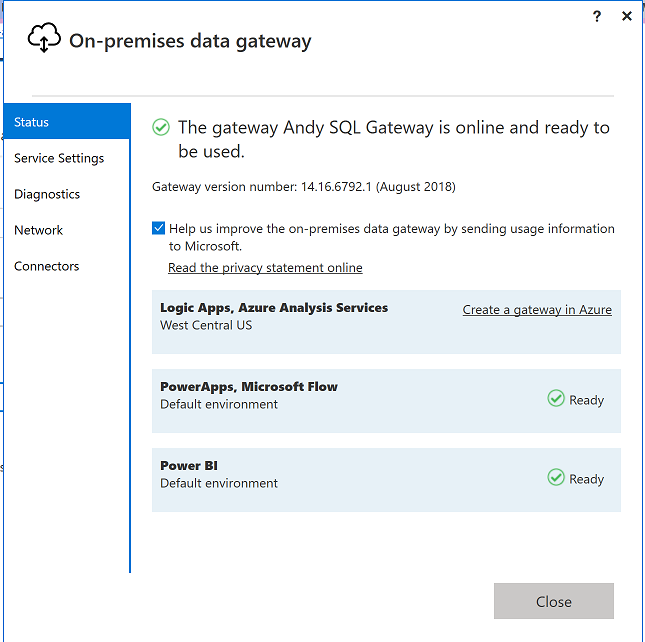 ? ✕
On-premises data gateway
Status
Service Settings
Diagnostics
Network
Connectors
The gateway Andy SQL Gateway is online and ready to
be used.
Gateway version number: 14.16.6792.1 (August 2018)
Help us improve the on-premises data gateway by sending usage information
to Microsoft.
Read the privacy statement online
Logic Apps, Azure Analysis Services
West Central US
Create a gateway in Azure
PowerApps, Microsoft Flow
Default environment
Ready
Power BI
Default environment
Ready
Close